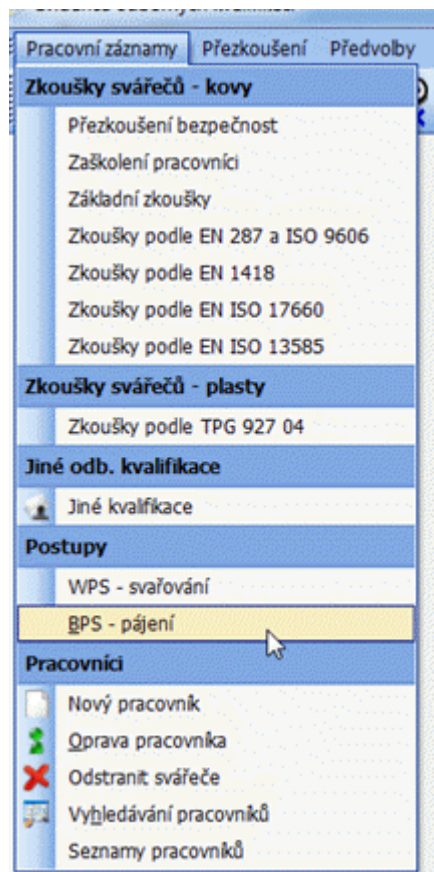 Pracovní záznamy Přezkoušení Předvolby
Zkoušky svářečů - kovy
Přezkoušení bezpečnost
Zaškolení pracovníci
Základní zkoušky
Zkoušky podle EN 287 a ISO 9606
Zkoušky podle EN 1418
Zkoušky podle EN ISO 17660
Zkoušky podle EN ISO 13585
Zkoušky svářečů - plasty
Zkoušky podle TPG 927 04
Jiné odb. kvalifikace
Jiné kvalifikace
Postupy
WPS - svařování
BPS - pájení
Pracovníci
Nový pracovník
Oprava pracovníka
Odstranit svářeče
Vyhledávání pracovníků
Seznamy pracovníků